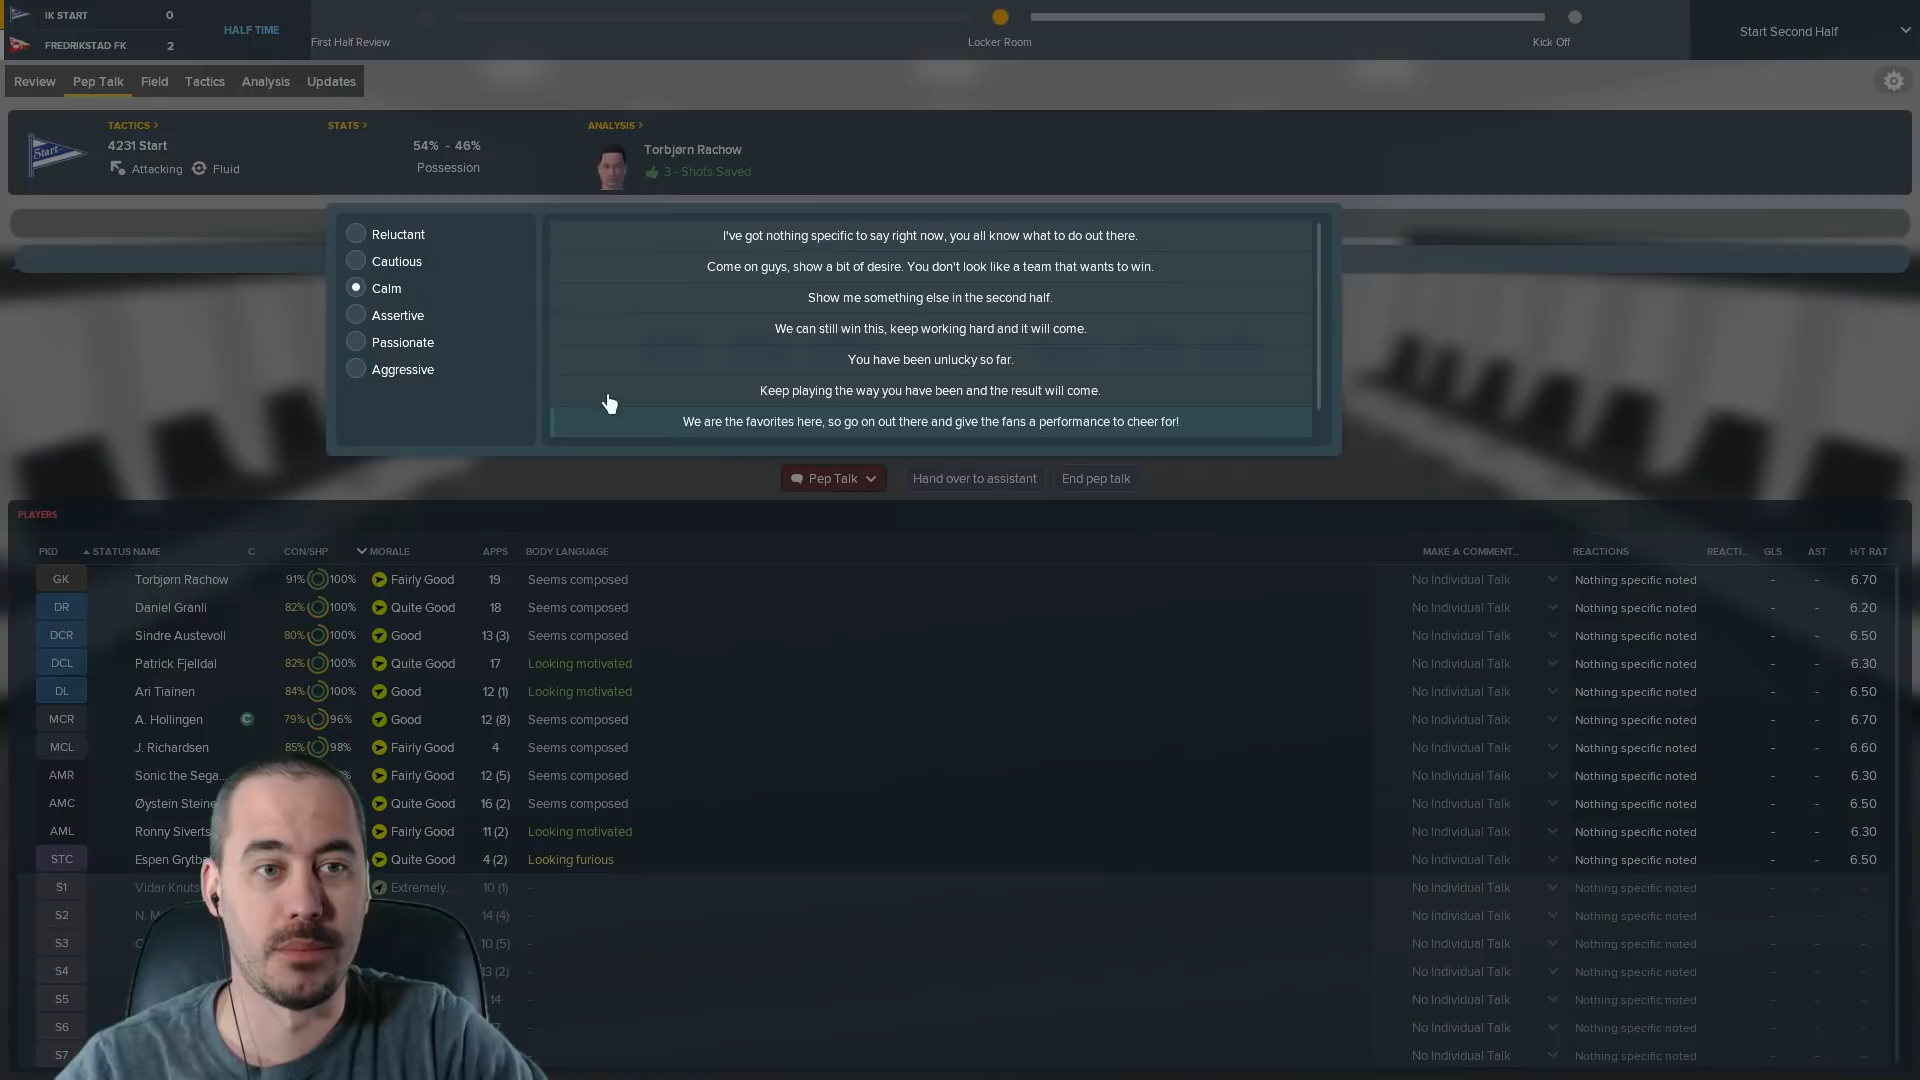 IK START 0
FREDRIKSTAD FK 2
HALF TIME
First Half Review
Locker Room
Kick Off
Start Second Half
Review Pep Talk Field Tactics Analysis Updates
Start
TACTICS >
4231 Start
Attacking Fluid
STATS >
54% - 46%
Possession
ANALYSIS >
Torbjørn Rachow
3 - Shots Saved
Reluctant
Cautious
Calm
Assertive
Passionate
Aggressive
I've got nothing specific to say right now, you all know what to do out there.
Come on guys, show a bit of desire. You don't look like a team that wants to win.
Show me something else in the second half.
We can still win this, keep working hard and it will come.
You have been unlucky so far.
Keep playing the way you have been and the result will come.
We are the favorites here, so go on out there and give the fans a performance to cheer for!
Pep Talk Hand over to assistant End pep talk
PLAYERS
PKD STATUS NAME C CON/SHP MORALE APPS BODY LANGUAGE MAKE A COMMENT... REACTIONS REACTI... GLS AST H/T RAT
GK Torbjørn Rachow 91% 100% Fairly Good 19 Seems composed No Individual Talk Nothing specific noted - - 6.70
DR Daniel Granli 82% 100% Quite Good 18 Seems composed No Individual Talk Nothing specific noted - - 6.20
DCR Sindre Austevoll 80% 100% Good 13 (3) Seems composed No Individual Talk Nothing specific noted - - 6.50
DCL Patrick Fjelldal 82% 100% Quite Good 17 Looking motivated No Individual Talk Nothing specific noted - - 6.30
DL Ari Tiainen 84% 100% Good 12 (1) Looking motivated No Individual Talk Nothing specific noted - - 6.50
MCR A. Hollingen C 79% 96% Good 12 (8) Seems composed No Individual Talk Nothing specific noted - - 6.70
MCL J. Richardsen 85% 98% Fairly Good 4 Seems composed No Individual Talk Nothing specific noted - - 6.60
AMR Sonic the Sega... Fairly Good 12 (5) Seems composed No Individual Talk Nothing specific noted - - 6.30
AMC Øystein Steine Quite Good 16 (2) Seems composed No Individual Talk Nothing specific noted - - 6.50
AML Ronny Siverts Fairly Good 11 (2) Looking motivated No Individual Talk Nothing specific noted - - 6.30
STC Espen Grytb Quite Good 4 (2) Looking furious No Individual Talk Nothing specific noted - - 6.50
S1 Vidar Knuts Extremely... 10 (1) - No Individual Talk Nothing specific noted - - -
S2 N. M 14 (4) - No Individual Talk Nothing specific noted - - -
S3 10 (5) - No Individual Talk Nothing specific noted - - -
S4 13 (2) - No Individual Talk Nothing specific noted - - -
S5 14 - No Individual Talk Nothing specific noted - - -
S6 - No Individual Talk Nothing specific noted - - -
S7 - No Individual Talk Nothing specific noted - - -